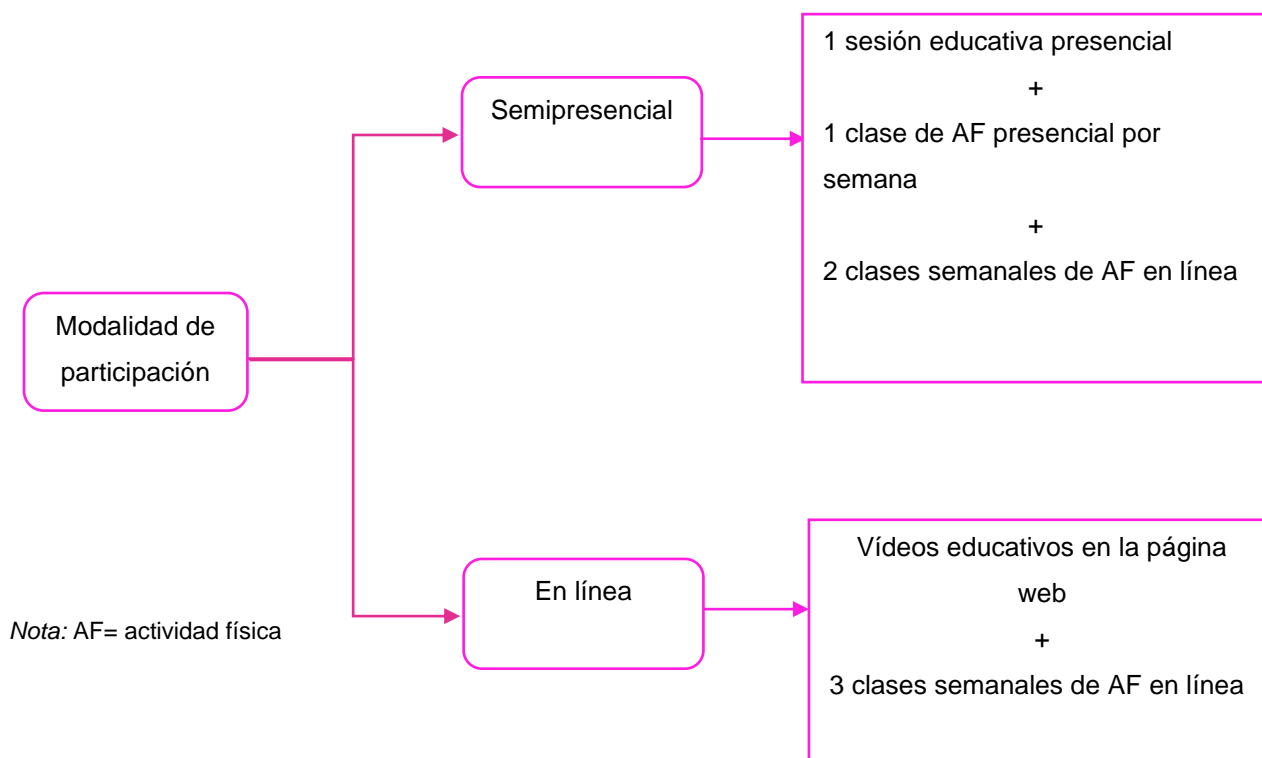 Modalidad de
participación
Semipresencial
1 sesión educativa presencial
+
1 clase de AF presencial por
semana
+
2 clases semanales de AF en línea
En línea
Vídeos educativos en la página
web
+
3 clases semanales de AF en línea
Nota: AF= actividad física